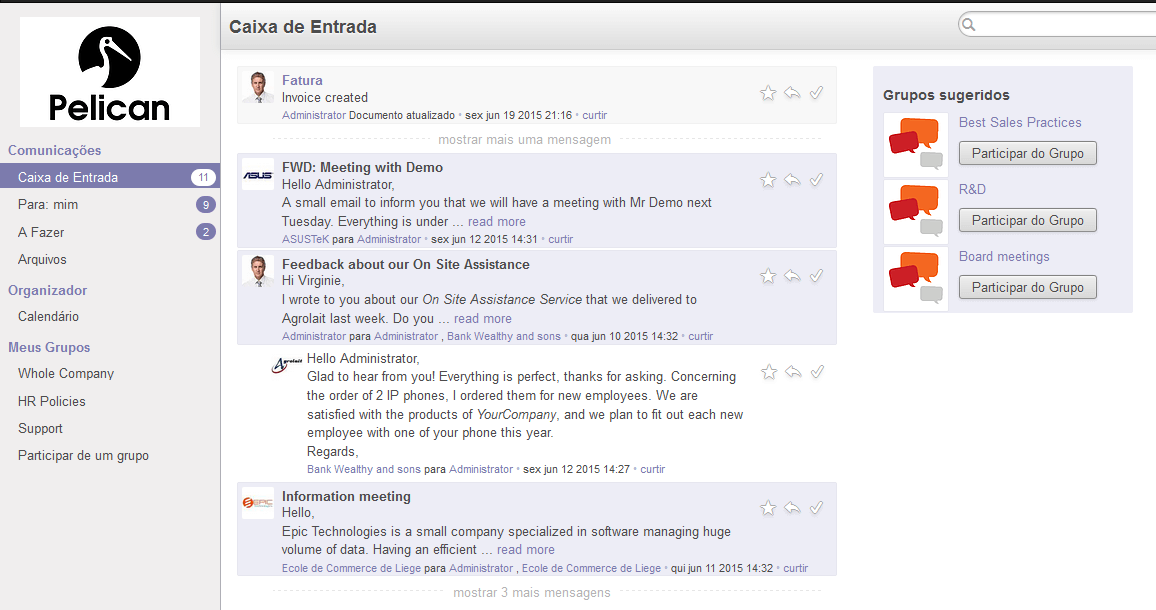 Pelican
Comunicações
Caixa de Entrada 11
Para: mim 9
A Fazer 2
Arquivos
Organizador
Calendário
Meus Grupos
Whole Company
HR Policies
Support
Participar de um grupo
Caixa de Entrada
Fatura
Invoice created
Administrator Documento atualizado • sex jun 19 2015 21:16 • curtir
mostrar mais uma mensagem
ASUS
FWD: Meeting with Demo
Hello Administrator,
A small email to inform you that we will have a meeting with Mr Demo next
Tuesday. Everything is under ... read more
ASUSTeK para Administrator • sex jun 12 2015 14:31 • curtir
Feedback about our On Site Assistance
Hi Virginie,
I wrote to you about our On Site Assistance Service that we delivered to
Agrolait last week. Do you ... read more
Administrator para Administrator , Bank Wealthy and sons • qua jun 10 2015 14:32 • curtir
Agrolait
Hello Administrator,
Glad to hear from you! Everything is perfect, thanks for asking. Concerning
the order of 2 IP phones, I ordered them for new employees. We are
satisfied with the products of YourCompany, and we plan to fit out each new
employee with one of your phone this year.
Regards,
Bank Wealthy and sons para Administrator • sex jun 12 2015 14:27 • curtir
EPIC
Information meeting
Hello,
Epic Technologies is a small company specialized in software managing huge
volume of data. Having an efficient ... read more
Ecole de Commerce de Liege para Administrator , Ecole de Commerce de Liege • qui jun 11 2015 14:32 • curtir
mostrar 3 mais mensagens
Grupos sugeridos
Best Sales Practices
Participar do Grupo
R&D
Participar do Grupo
Board meetings
Participar do Grupo